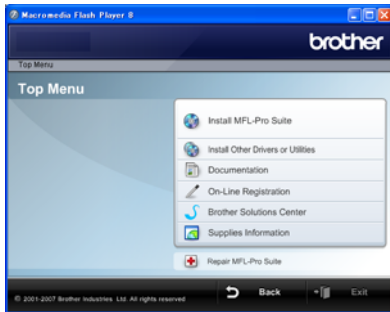 Macromedia Flash Player 8
brother
Top Menu
Top Menu
Install MFL-Pro Suite
Install Other Drivers or Utilities
Documentation
On-Line Registration
Brother Solutions Center
Supplies Information
Repair MFL-Pro Suite
© 2001-2007 Brother Industries Ltd. All rights reserved
Back
Exit